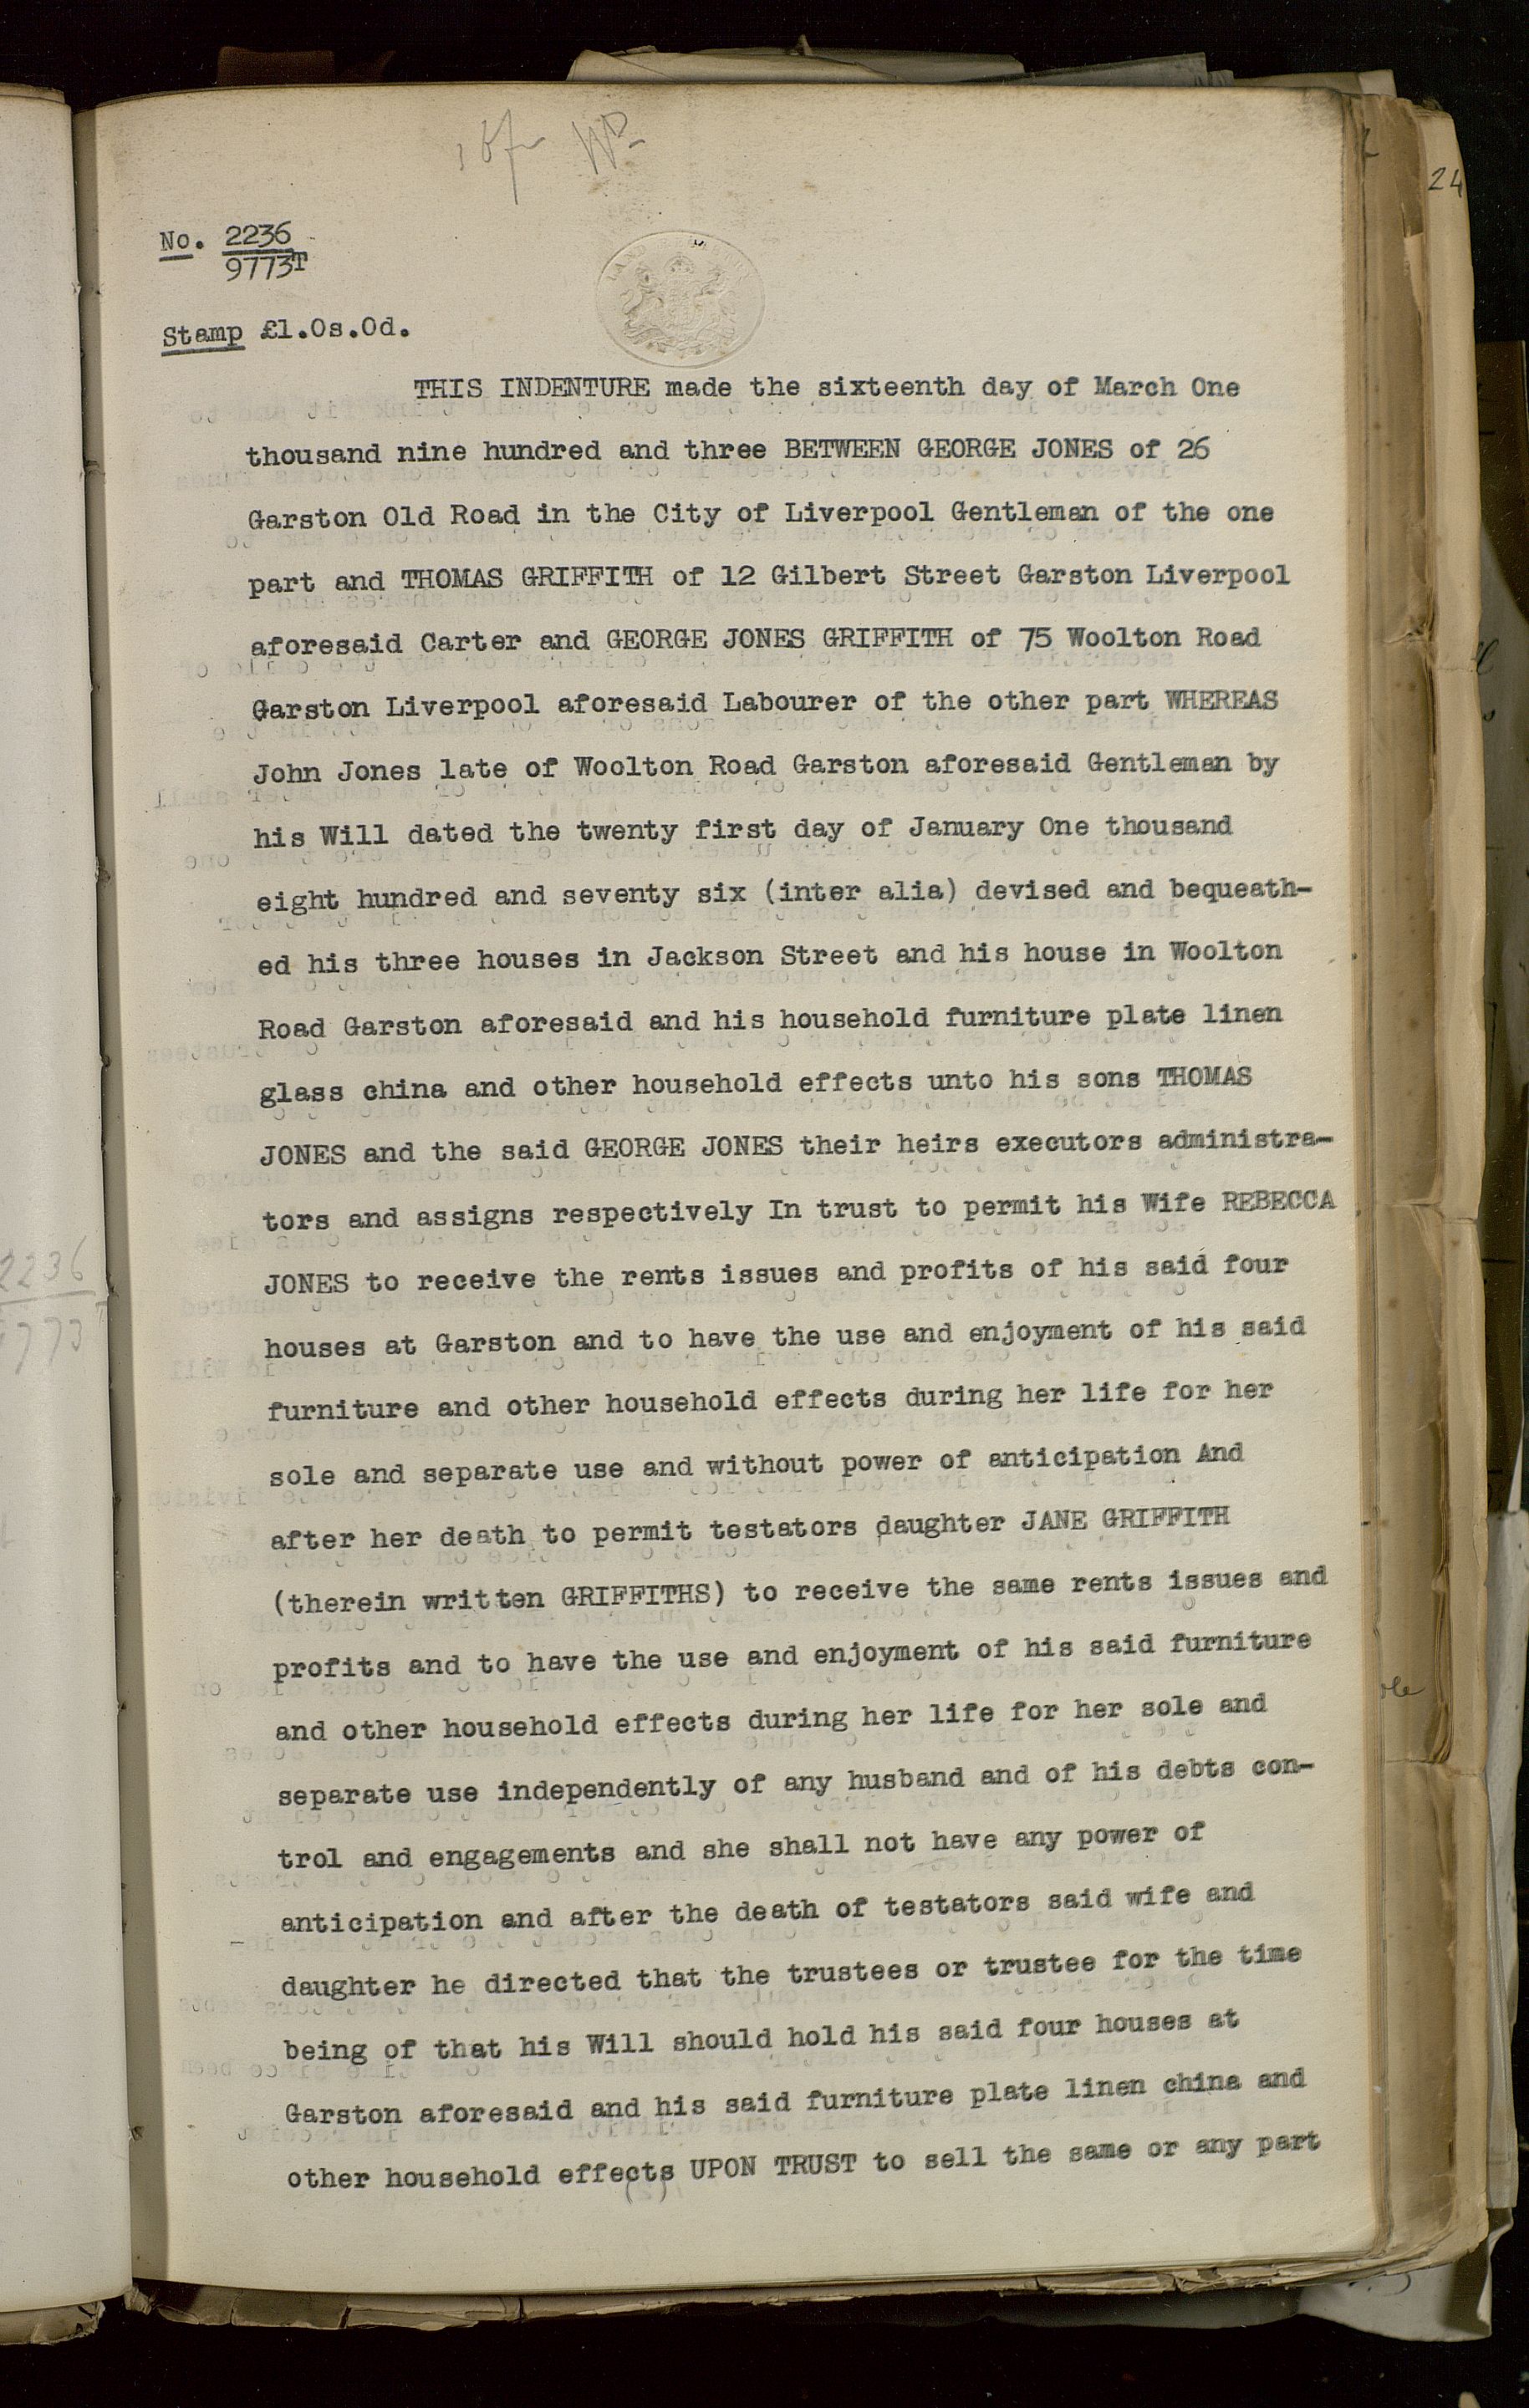 24
No. 2236
9773T
Stamp £1.0s.0d.
THIS INDENTURE made the sixteenth day of March One
thousand nine hundred and three BETWEEN GEORGE JONES of 26
Garston Old Road in the City of Liverpool Gentleman of the one
part and THOMAS GRIFFITH of 12 Gilbert Street Garston Liverpool
aforesaid Carter and GEORGE JONES GRIFFITH of 75 Woolton Road
Garston Liverpool aforesaid Labourer of the other part WHEREAS
John Jones late of Woolton Road Garston aforesaid Gentleman by
his Will dated the twenty first day of January One thousand
eight hundred and seventy six (inter alia) devised and bequeath-
ed his three houses in Jackson Street and his house in Woolton
Road Garston aforesaid and his household furniture plate linen
glass china and other household effects unto his sons THOMAS
JONES and the said GEORGE JONES their heirs executors administra-
tors and assigns respectively In trust to permit his Wife REBECCA
JONES to receive the rents issues and profits of his said four
houses at Garston and to have the use and enjoyment of his said
furniture and other household effects during her life for her
sole and separate use and without power of anticipation And
after her death to permit testators daughter JANE GRIFFITH
(therein written GRIFFITHS) to receive the same rents issues and
profits and to have the use and enjoyment of his said furniture
and other household effects during her life for her sole and
separate use independently of any husband and of his debts con-
trol and engagements and she shall not have any power of
anticipation and after the death of testators said wife and
daughter he directed that the trustees or trustee for the time
being of that his Will should hold his said four houses at
Garston aforesaid and his said furniture plate linen china and
other household effects UPON TRUST to sell the same or any part
2236